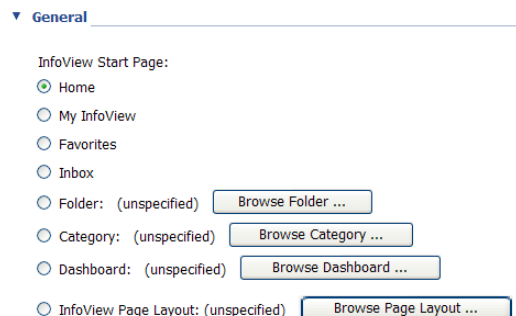 General
InfoView Start Page:
Home
My InfoView
Favorites
Inbox
Folder: (unspecified) Browse Folder ...
Category: (unspecified) Browse Category ...
Dashboard: (unspecified) Browse Dashboard ...
InfoView Page Layout: (unspecified) Browse Page Layout ...